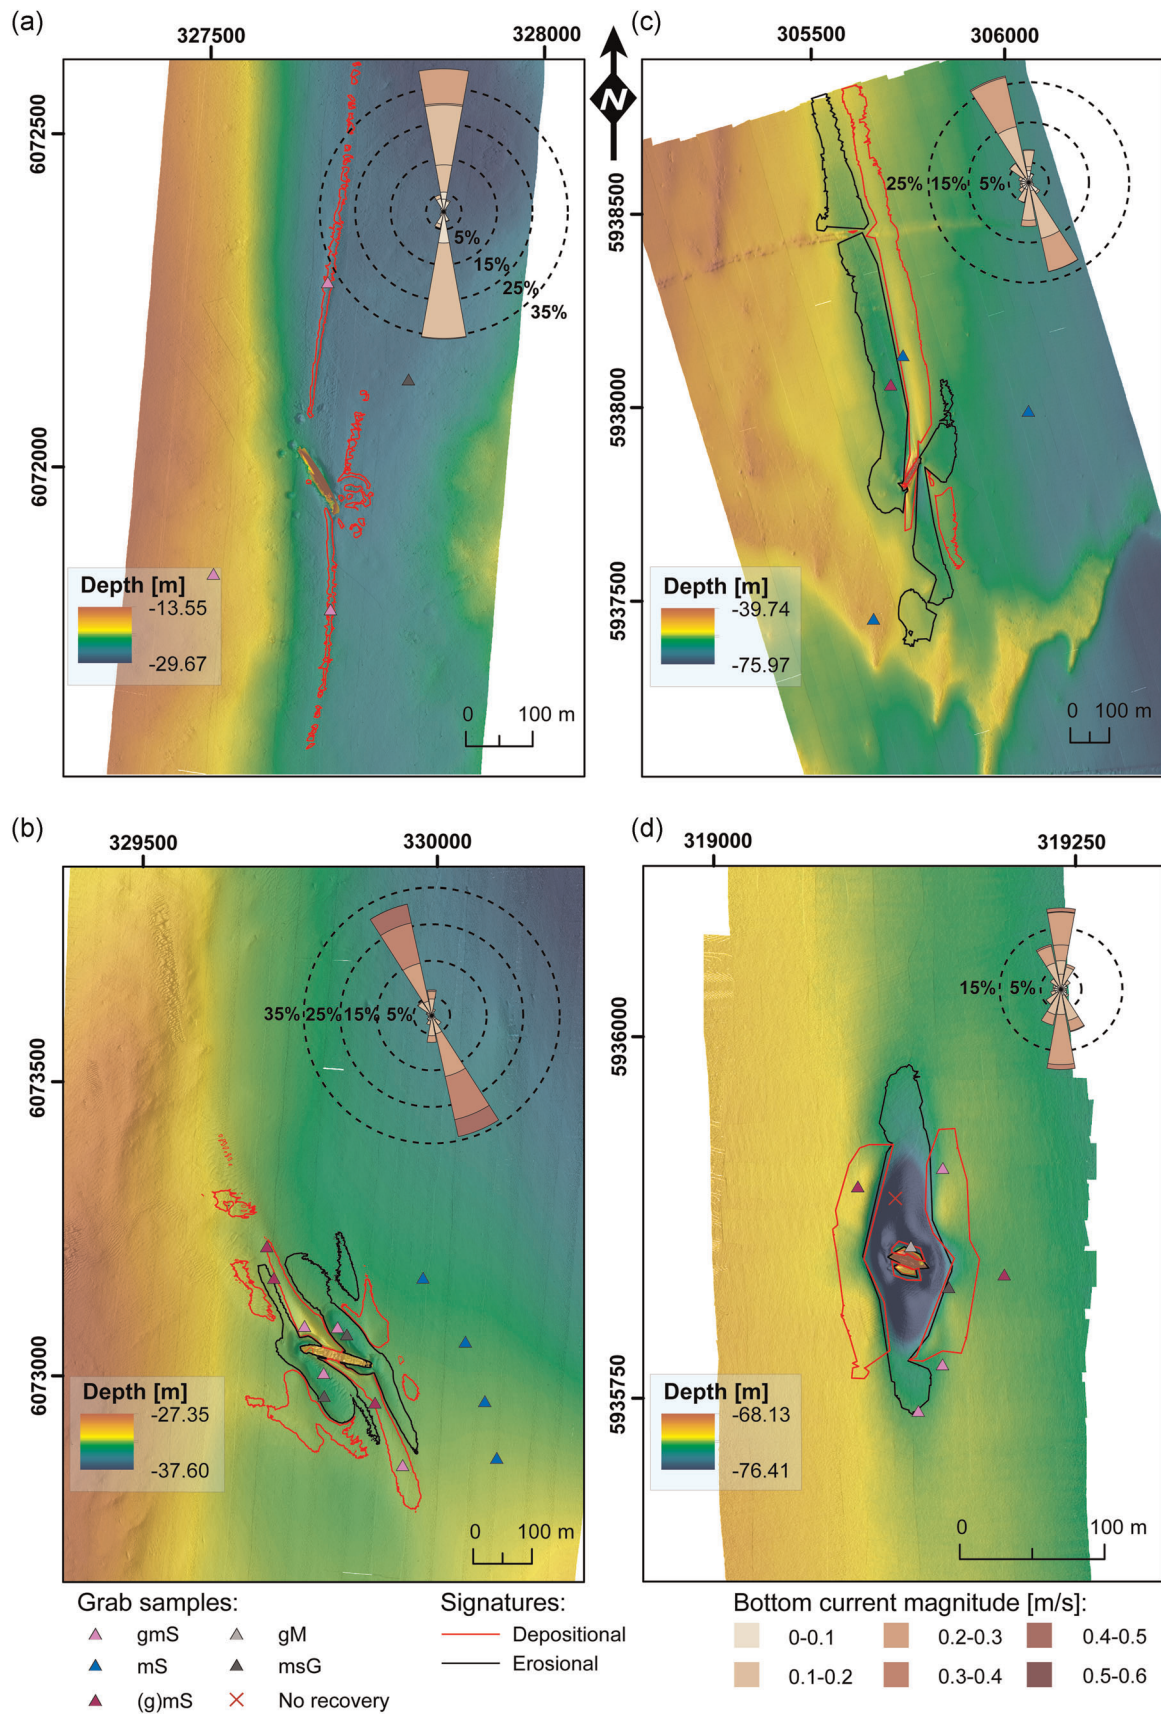 (a)
327500
328000
6072500
6072000
5%
15%
25%
35%
Depth [m]
-13.55
-29.67
0 100 m
N
(c)
305500
306000
5938500
5938000
5937500
25% 15% 5%
Depth [m]
-39.74
-75.97
0 100 m
(b)
329500
330000
6073500
6073000
35% 25% 15% 5%
Depth [m]
-27.35
-37.60
0 100 m
(d)
319000
319250
5936000
5935750
15% 5%
Depth [m]
-68.13
-76.41
0 100 m
Grab samples:
gmS
gM
mS
msG
(g)mS
No recovery
Signatures:
Depositional
Erosional
Bottom current magnitude [m/s]:
0-0.1
0.2-0.3
0.4-0.5
0.1-0.2
0.3-0.4
0.5-0.6